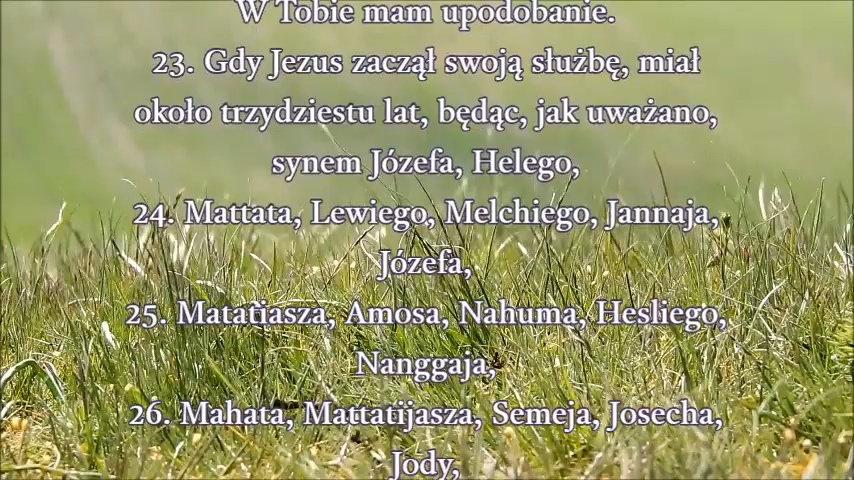 W Tobie mam upodobanie.
23. Gdy Jezus zaczął swoją służbę, miał
około trzydziestu lat, będąc, jak uważano,
synem Józefa, Helego,
24. Mattata, Lewiego, Melchiego, Jannaja,
Józefa,
25. Matatiasza, Amosa, Nahuma, Hesliego,
Nanggaja,
26. Mahata, Mattatijasza, Semeja, Josecha,
Jody,